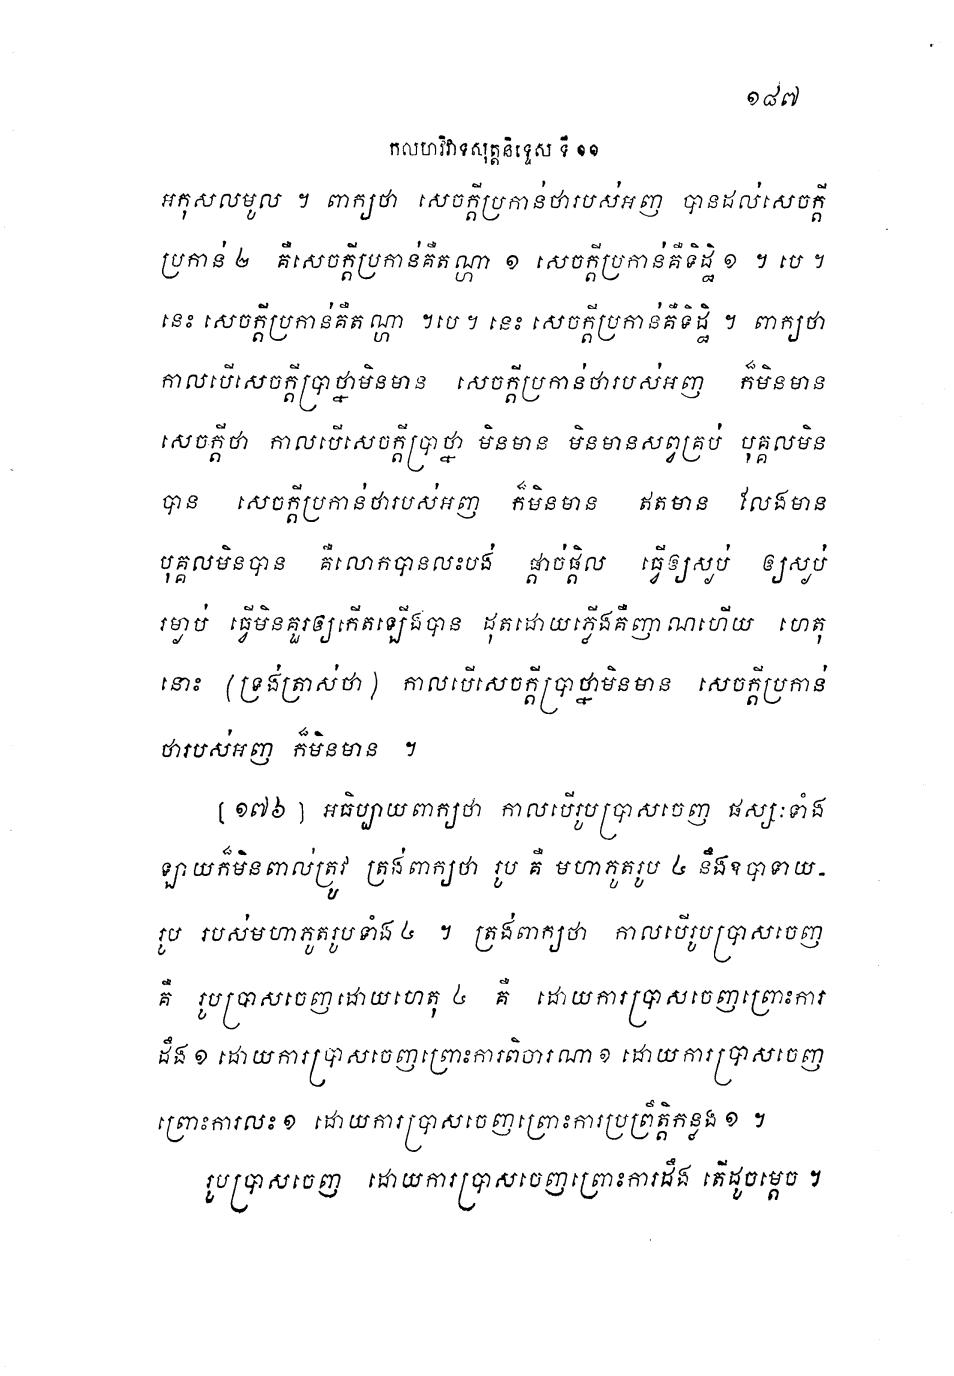 ១៨៧
កលហវិវាទសុត្តនិទ្ទេស ទី ១១
អកុសលមូល ។ ពាក្យថា សេចក្តីប្រកាន់ថារបស់អញ បានដល់សេចក្តី
ប្រកាន់ ២ គឺសេចក្តីប្រកាន់គឺតណ្ហា ១ សេចក្តីប្រកាន់គឺទិដ្ឋិ ១ ។ បេ ។
នេះ សេចក្តីប្រកាន់គឺតណ្ហា ។ បេ ។ នេះ សេចក្តីប្រកាន់គឺទិដ្ឋិ ។ ពាក្យថា
កាលបើសេចក្តីប្រាថ្នាមិនមាន សេចក្តីប្រកាន់ថារបស់អញ ក៏មិនមាន
សេចក្តីថា កាលបើសេចក្តីប្រាថ្នា មិនមាន មិនមានសព្វគ្រប់ បុគ្គលមិន
បាន សេចក្តីប្រកាន់ថារបស់អញ ក៏មិនមាន ឥតមាន លែងមាន
បុគ្គលមិនបាន គឺលោកបានលះបង់ ផ្តាច់ផ្តិល ធ្វើឲ្យស្ងប់ ឲ្យស្ងប់
រម្ងាប់ ធ្វើមិនគួរឲ្យកើតឡើងបាន ដុតដោយភ្លើងគឺញាណហើយ ហេតុ
នោះ (ទ្រង់ត្រាស់ថា) កាលបើសេចក្តីប្រាថ្នាមិនមាន សេចក្តីប្រកាន់
ថារបស់អញ ក៏មិនមាន ។
[១៧៦] អធិប្បាយពាក្យថា កាលបើរូបប្រាសចេញ ផស្សៈទាំង
ឡាយក៏មិនពាល់ត្រូវ ត្រង់ពាក្យថា រូប គឺ មហាភូតរូប ៤ នឹងឧបាទាយ-
រូប របស់មហាភូតរូបទាំង ៤ ។ ត្រង់ពាក្យថា កាលបើរូបប្រាសចេញ
គឺ រូបប្រាសចេញដោយហេតុ ៤ គឺ ដោយការប្រាសចេញព្រោះការ
ដឹង ១ ដោយការប្រាសចេញព្រោះការពិចារណា ១ ដោយការប្រាសចេញ
ព្រោះការលះ ១ ដោយការប្រាសចេញព្រោះការប្រព្រឹត្តិកន្លង ១ ។
រូបប្រាសចេញ ដោយការប្រាសចេញព្រោះការដឹង តើដូចម្តេច ។